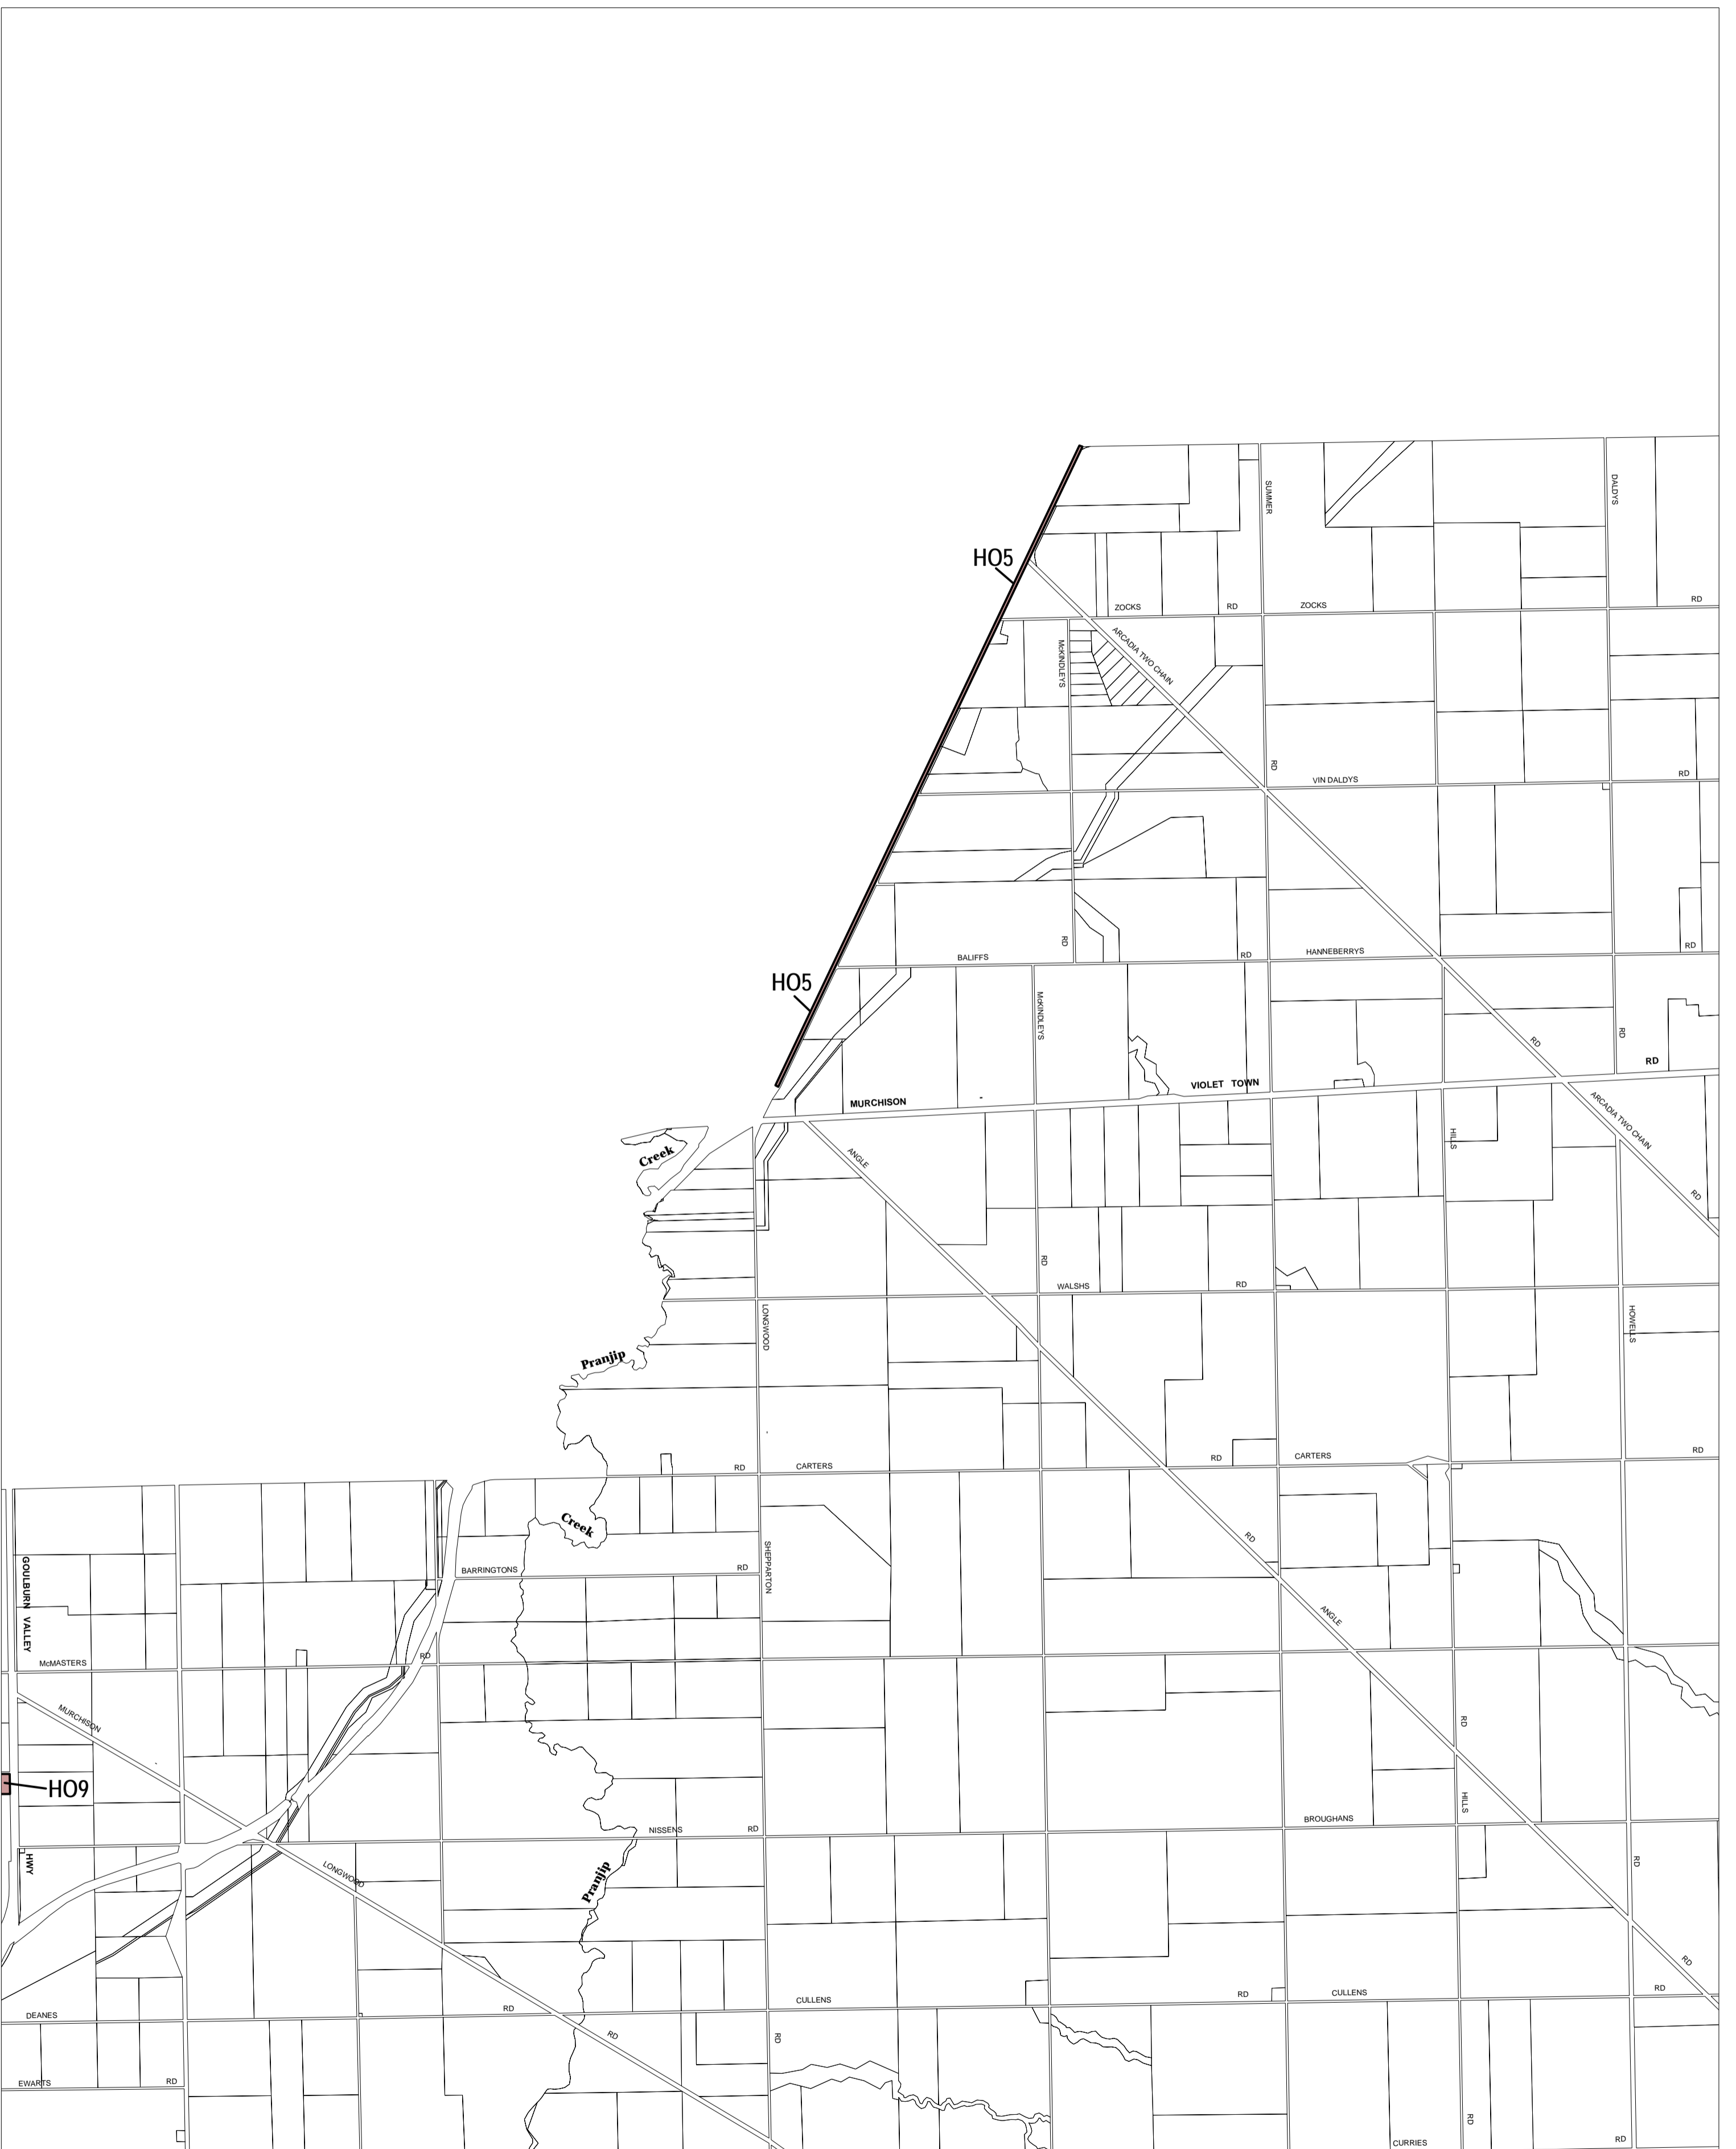 SUMMER
DALDYS
HO5
ZOCKS
RD
ZOCKS
RD
McKINDLEYS
ARCADIA TWO CHAIN
RD
VIN DALDYS
RD
RD
BALIFFS
RD
HANNEBERRYS
RD
HO5
McKINDLEYS
RD
RD
RD
MURCHISON
-
VIOLET TOWN
ARCADIA TWO CHAIN
HILLS
Creek
ANGLE
RD
RD
WALSHS
RD
LONGWOOD
HOWELLS
Pranjip
RD
CARTERS
RD
CARTERS
RD
Creek
RD
SHEPPARTON
BARRINGTONS
RD
GOULBURN VALLEY
ANGLE
McMASTERS
RD
MURCHISON
RD
HO9
HILLS
BROUGHANS
NISSENS
RD
HWY
LONGWOOD
RD
Pranjip
RD
CULLENS
RD
CULLENS
RD
DEANES
RD
RD
RD
EWARTS
RD
RD
CURRIES
RD